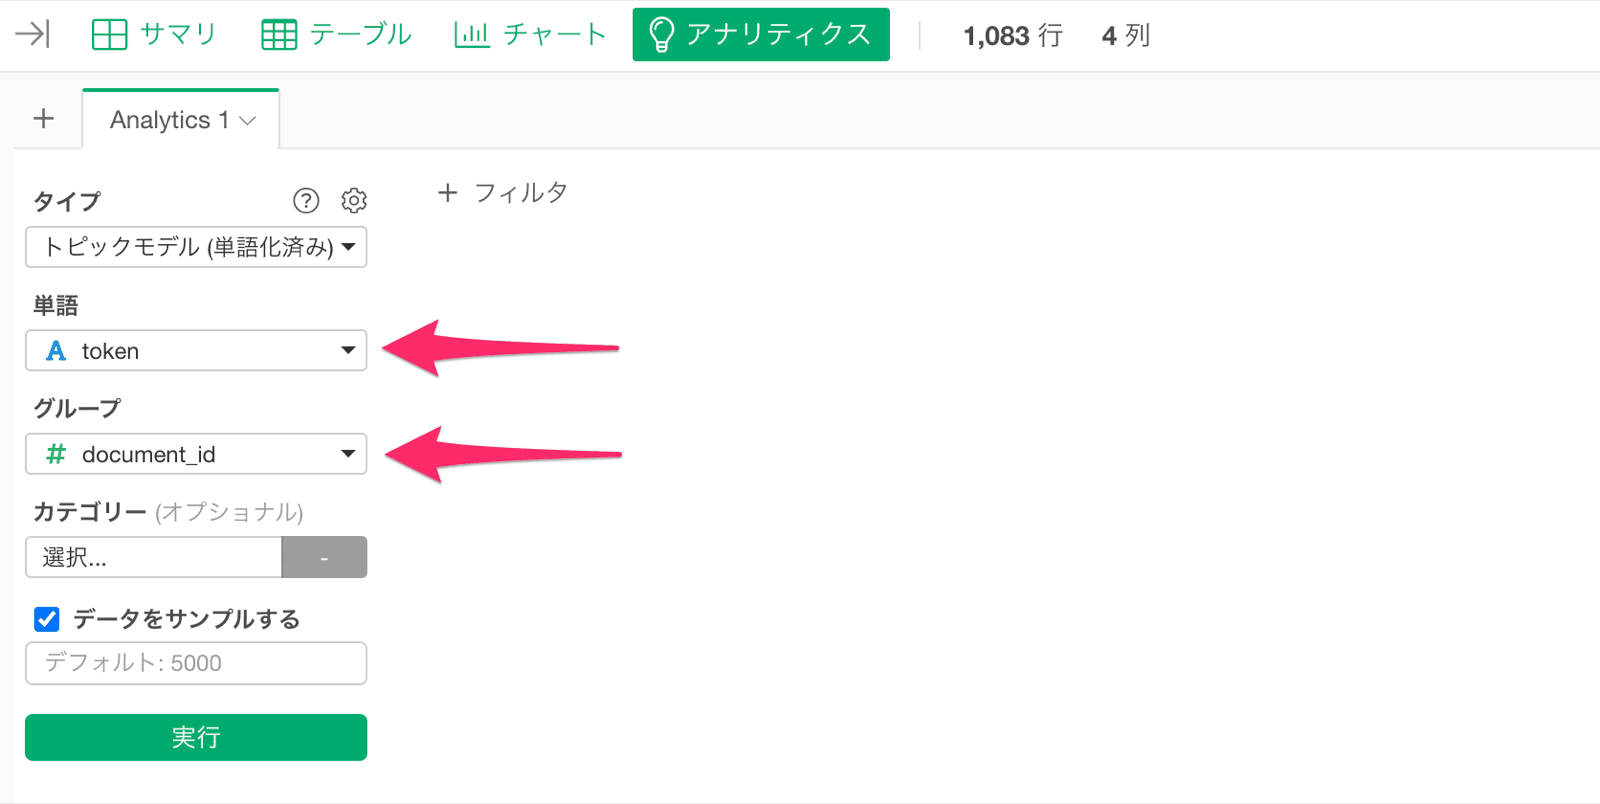 サマリ テーブル チャート アナリティクス 1,083 行 4 列
+ Analytics 1
タイプ ? + フィルタ
トピックモデル (単語化済み)
単語
A token
グループ
# document_id
カテゴリー (オプショナル)
選択... -
データをサンプルする
デフォルト: 5000
実行